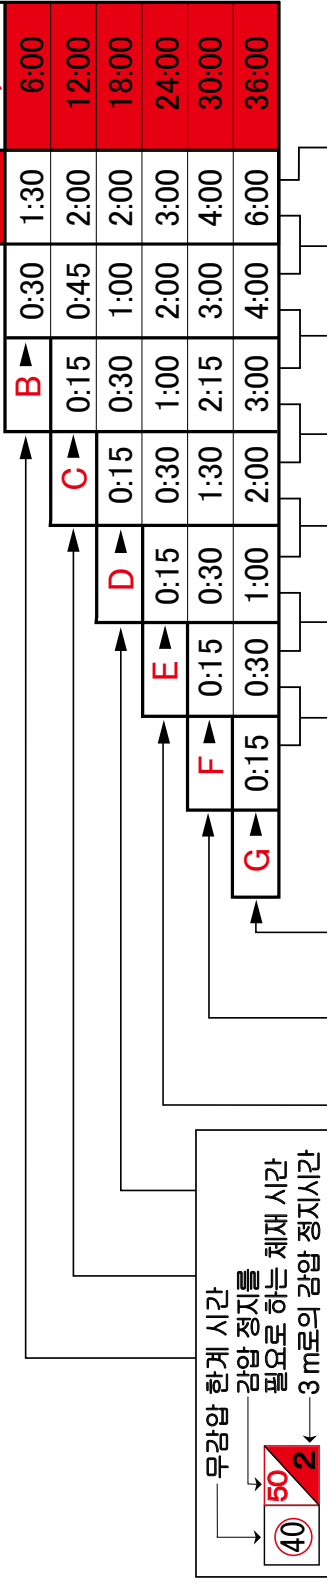 B ► 0:30 1:30 6:00
C ► 0:15 0:45 2:00 12:00
D ► 0:15 0:30 1:00 2:00 18:00
E ► 0:15 0:30 1:00 2:00 3:00 24:00
F ► 0:15 0:30 1:30 2:15 3:00 4:00 30:00
G ► 0:15 0:30 1:00 2:00 3:00 4:00 6:00 36:00
무감압 한계 시간
감압 정지를
필요로 하는 체재 시간
3 m로의 감압 정지시간
40 50 2